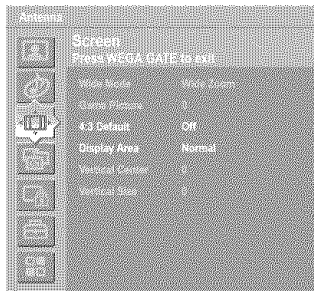 Antenna
Screen
Press WEGA GATE to exit
Wide Mode Wide Zoom
Game Picture 0
4:3 Default Off
Display Area Normal
Vertical Center 0
Vertical Size 0